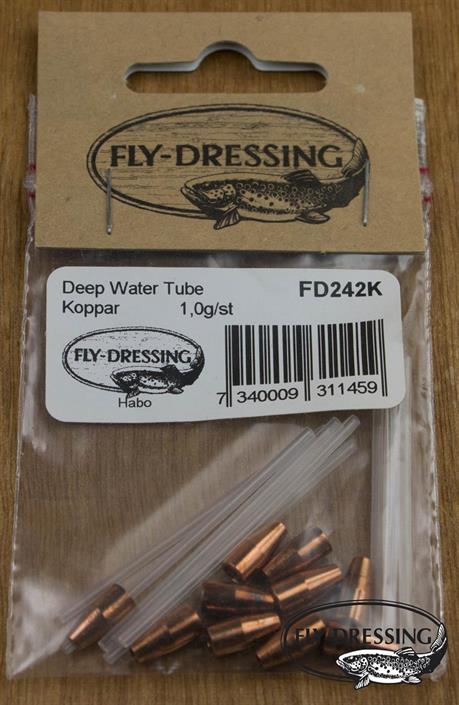 FLY-DRESSING
Deep Water Tube FD242K
Koppar 1,0g/st
FLY-DRESSING
Habo
7 340009 311459
FLY-DRESSING